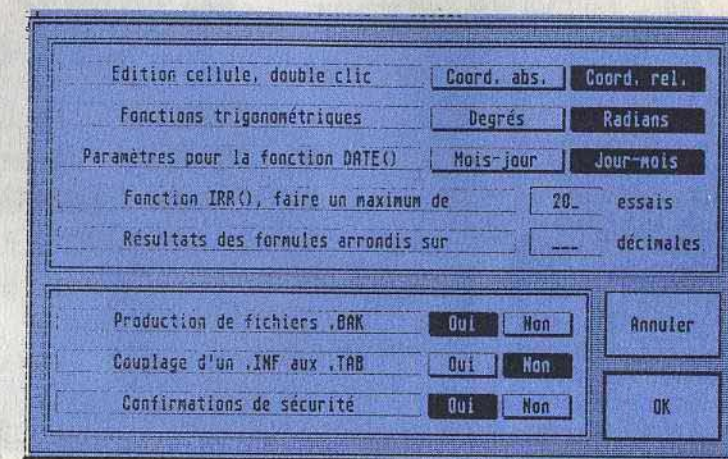 Edition cellule, double clic Coord. abs. Coord. rel.
Fonctions trigonométriques Degrés Radians
Paramètres pour la fonction DATE() Mois-jour Jour-mois
Fonction IRR(), faire un maximum de 20_ essais
Résultats des formules arrondis sur ___ décimales
Production de fichiers .BAK Oui Non
Couplage d'un .INF aux .TAB Oui Non
Confirmations de sécurité Oui Non
Annuler
OK